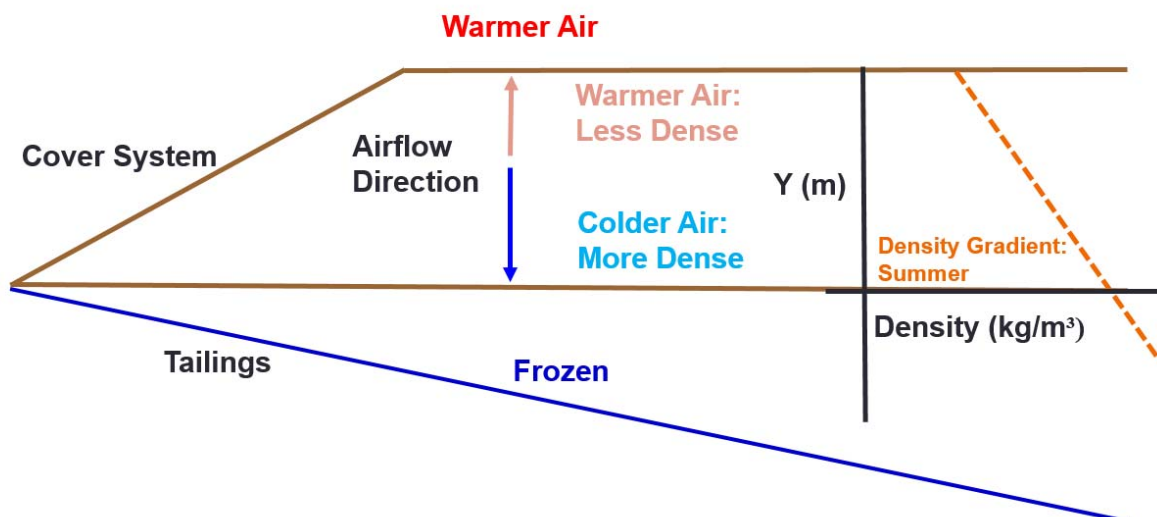 Warmer Air
Warmer Air:
Less Dense
Cover System
Airflow
Direction
Y (m)
Colder Air:
More Dense
Density Gradient:
Summer
Density (kg/m³)
Tailings
Frozen